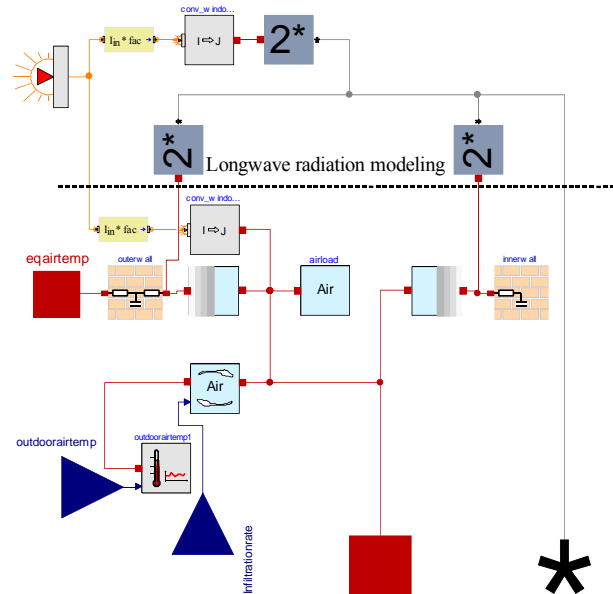 conv_w indo...
I_in* fac
I⇨J
2*
2*
2*
Longwave radiation modeling
conv_w indo...
I_in* fac
I⇨J
eqairtemp
outerw all
airload
innerw all
Air
Air
outdoorairtemp
outdoorairtemp1
Infiltrationrate